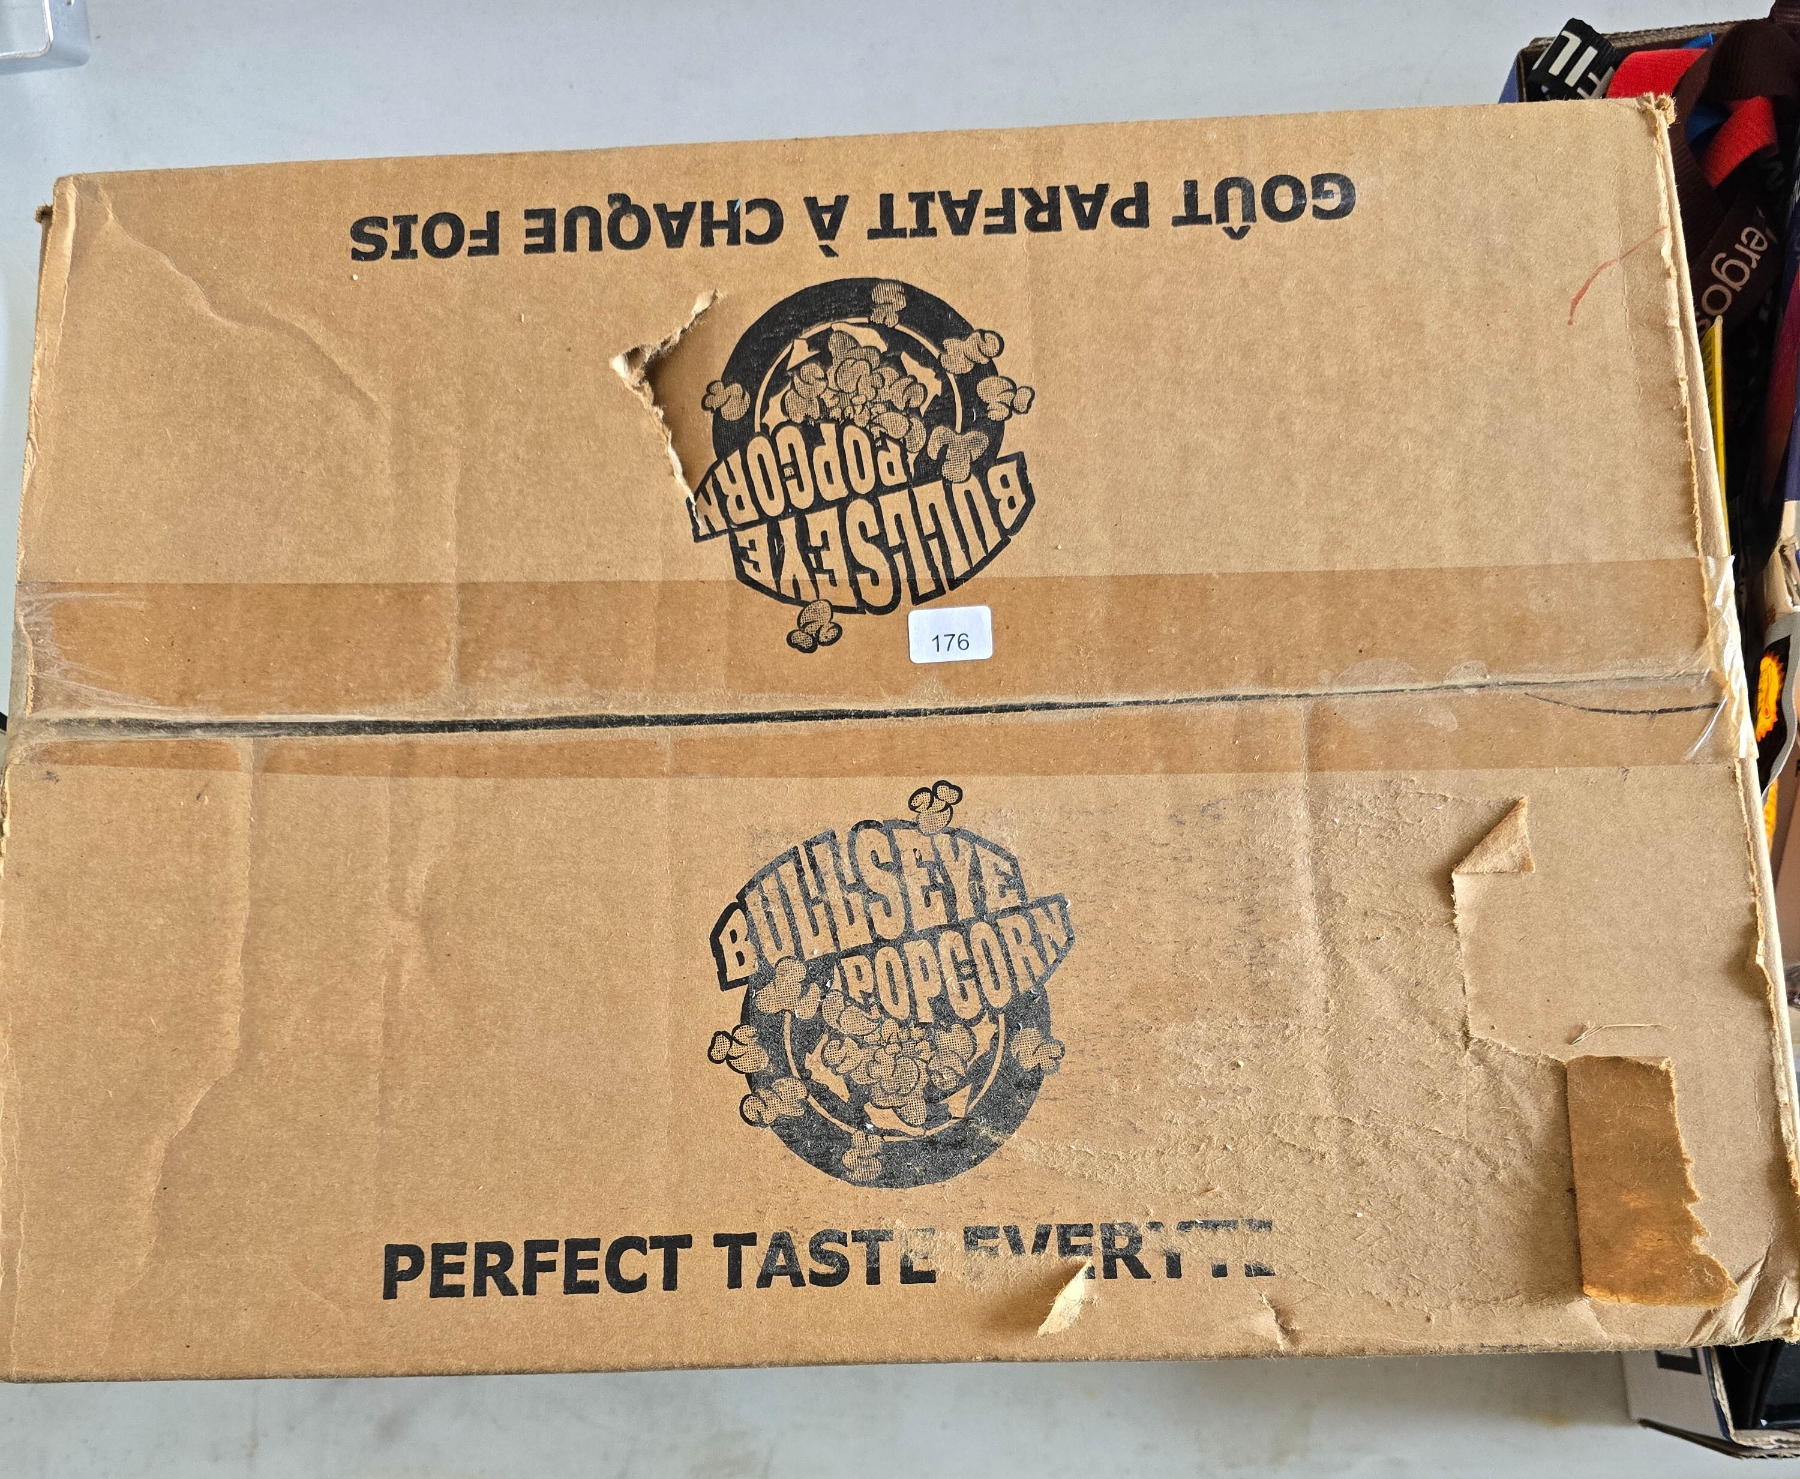 GOÛT PARFAIT À CHAQUE FOIS
BULLSEYE
POPCORN
176
BULLSEYE
POPCORN
PERFECT TASTE